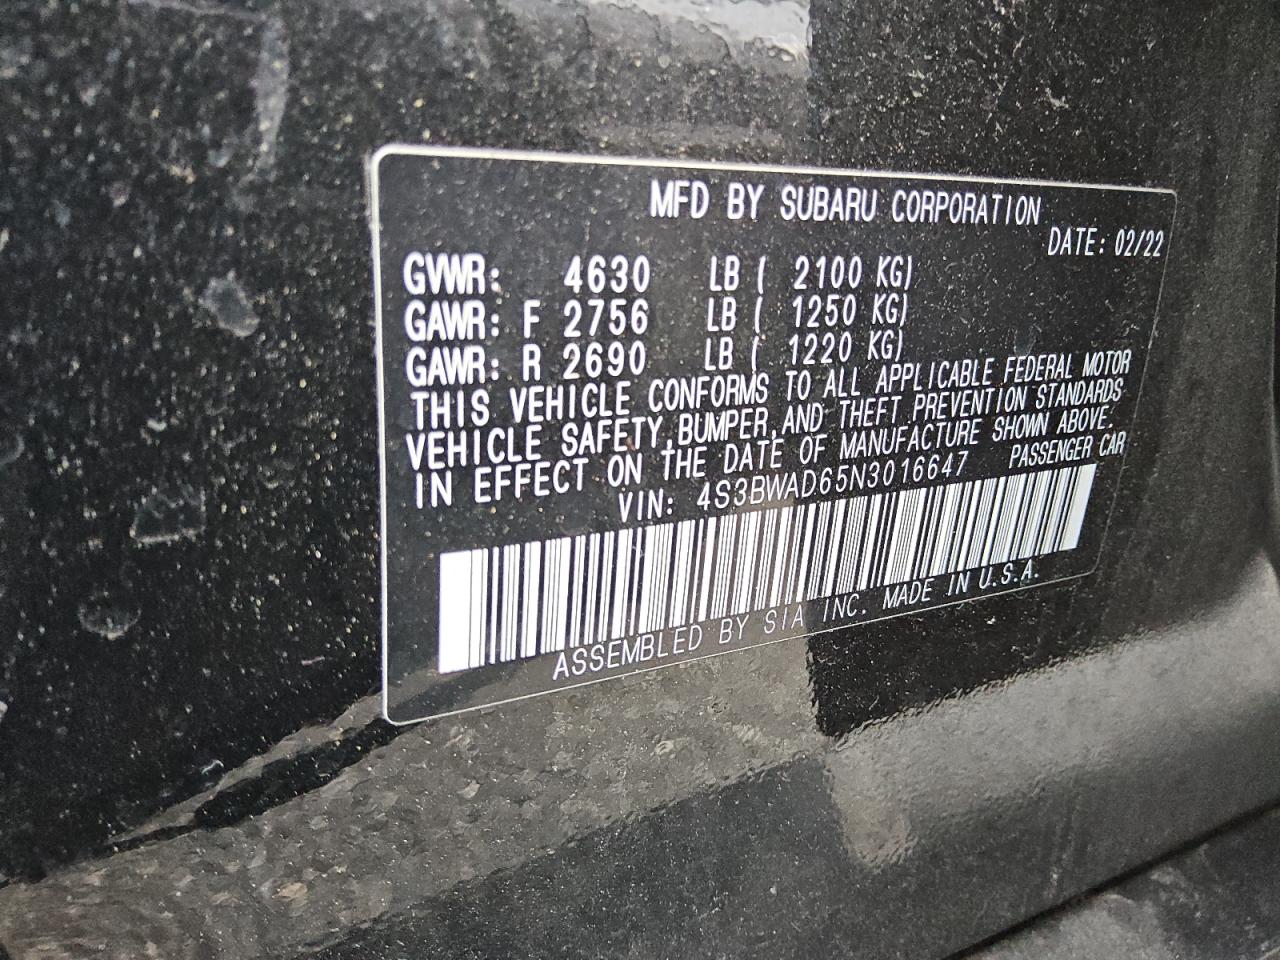 MFD BY SUBARU CORPORATION
DATE: 02/22
GVWR: 4630 LB ( 2100 KG)
GAWR: F 2756 LB ( 1250 KG)
GAWR: R 2690 LB ( 1220 KG)
THIS VEHICLE CONFORMS TO ALL APPLICABLE FEDERAL MOTOR
VEHICLE SAFETY, BUMPER, AND THEFT PREVENTION STANDARDS
IN EFFECT ON THE DATE OF MANUFACTURE SHOWN ABOVE.
VIN: 4S3BWAD65N3016647 PASSENGER CAR
ASSEMBLED BY SIA INC. MADE IN U.S.A.